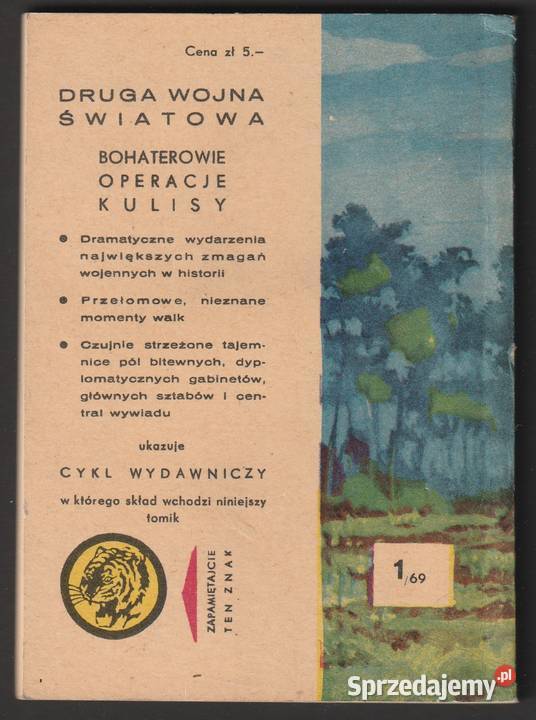 Cena zł 5.–
DRUGA WOJNA
ŚWIATOWA
BOHATEROWIE
OPERACJE
KULISY
● Dramatyczne wydarzenia
największych zmagań
wojennych w historii
● Przełomowe, nieznane
momenty walk
● Czujnie strzeżone tajem-
nice pól bitewnych, dyp-
lomatycznych gabinetów,
głównych sztabów i cen-
tral wywiadu
ukazuje
CYKL WYDAWNICZY
w którego skład wchodzi niniejszy
tomik
ZAPAMIĘTAJCIE
TEN ZNAK
1/69
Sprzedajemy.pl